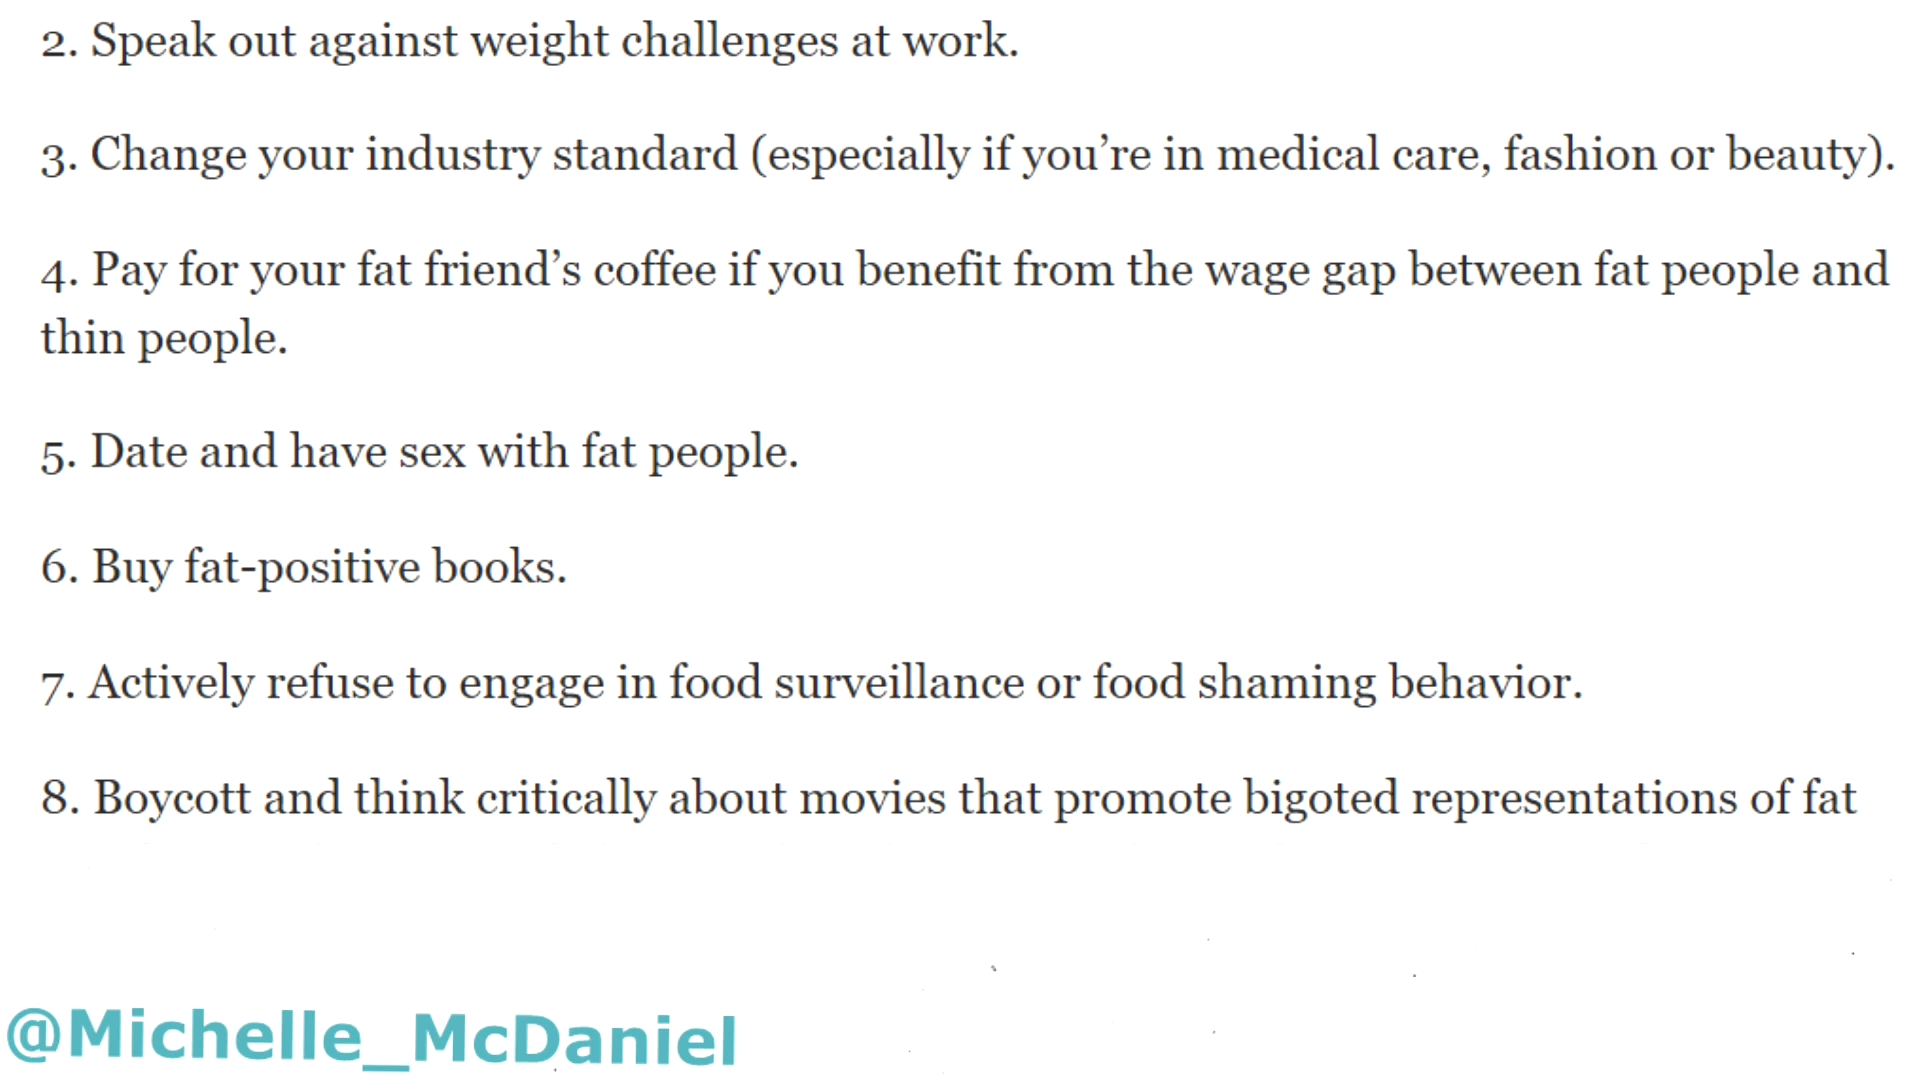 2. Speak out against weight challenges at work.
3. Change your industry standard (especially if you’re in medical care, fashion or beauty).
4. Pay for your fat friend’s coffee if you benefit from the wage gap between fat people and
thin people.
5. Date and have sex with fat people.
6. Buy fat-positive books.
7. Actively refuse to engage in food surveillance or food shaming behavior.
8. Boycott and think critically about movies that promote bigoted representations of fat
@Michelle_McDaniel